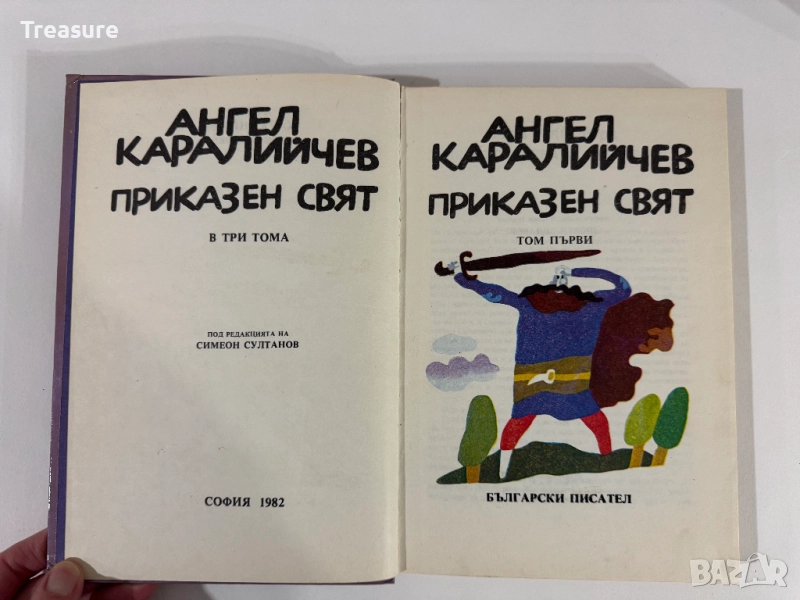 Treasure
АНГЕЛ
КАРАЛИЙЧЕВ
ПРИКАЗЕН СВЯТ
В ТРИ ТОМА
ПОД РЕДАКЦИЯТА НА
СИМЕОН СУЛТАНОВ
СОФИЯ 1982
АНГЕЛ
КАРАЛИЙЧЕВ
ПРИКАЗЕН СВЯТ
ТОМ ПЪРВИ
БЪЛГАРСКИ ПИСАТЕЛ
BAZAR